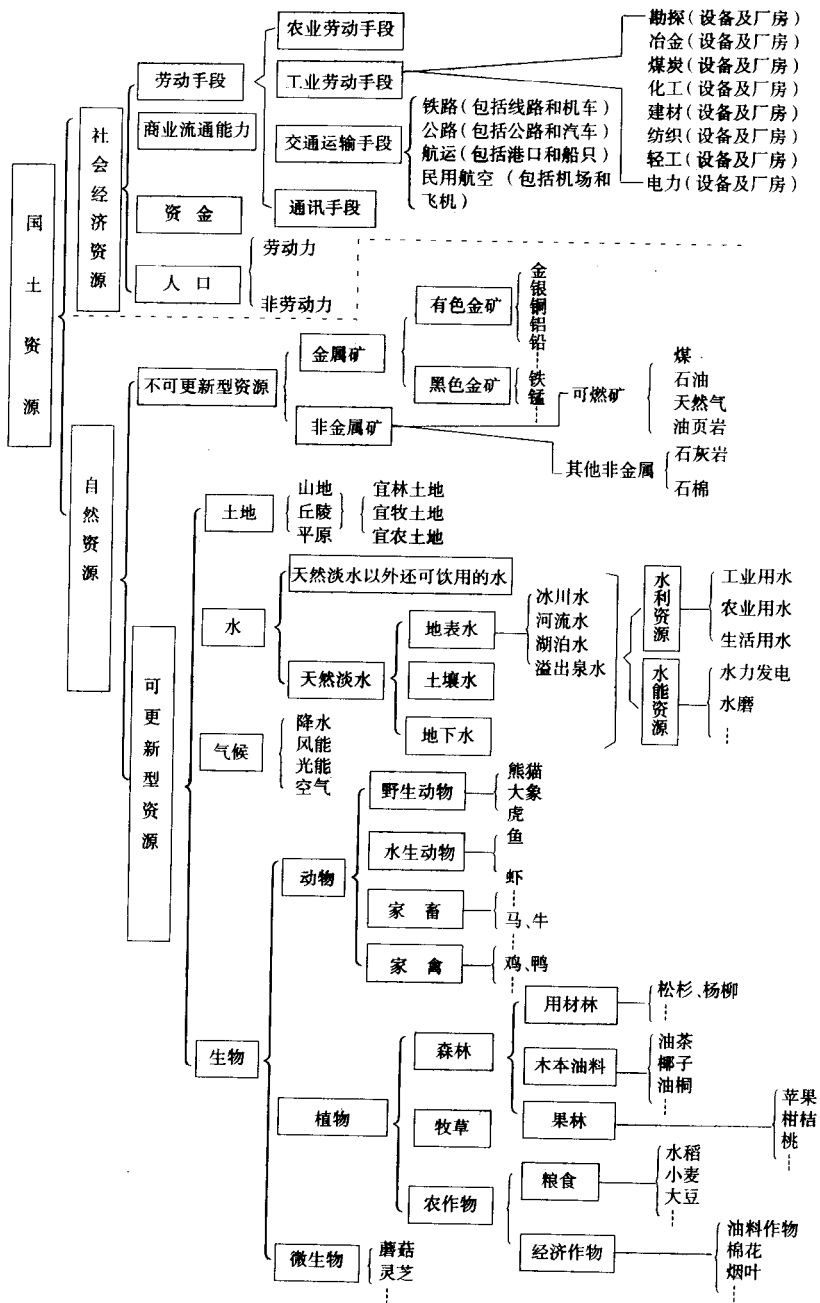 国土资源
社会经济资源
劳动手段
农业劳动手段
工业劳动手段
勘探(设备及厂房)
冶金(设备及厂房)
煤炭(设备及厂房)
化工(设备及厂房)
建材(设备及厂房)
纺织(设备及厂房)
轻工(设备及厂房)
电力(设备及厂房)
交通运输手段
铁路(包括线路和机车)
公路(包括公路和汽车)
航运(包括港口和船只)
民用航空 (包括机场和
飞机)
通讯手段
商业流通能力
资金
人口
劳动力
非劳动力
自然资源
不可更新型资源
金属矿
有色金矿
金
银
铜
铝
铅
黑色金矿
铁
锰
非金属矿
可燃矿
煤
石油
天然气
油页岩
其他非金属
石灰岩
石棉
可更新型资源
土地
山地
丘陵
平原
宜林土地
宜牧土地
宜农土地
水
天然淡水以外还可饮用的水
天然淡水
地表水
冰川水
河流水
湖泊水
溢出泉水
土壤水
地下水
水利资源
工业用水
农业用水
生活用水
水能资源
水力发电
水磨
气候
降水
风能
光能
空气
生物
动物
野生动物
熊猫
大象
虎
水生动物
鱼
虾
家畜
马、牛
家禽
鸡、鸭
植物
森林
用材林
松杉、杨柳
木本油料
油茶
椰子
油桐
果林
苹果
柑桔
桃
牧草
农作物
粮食
水稻
小麦
大豆
经济作物
油料作物
棉花
烟叶
微生物
蘑菇
灵芝